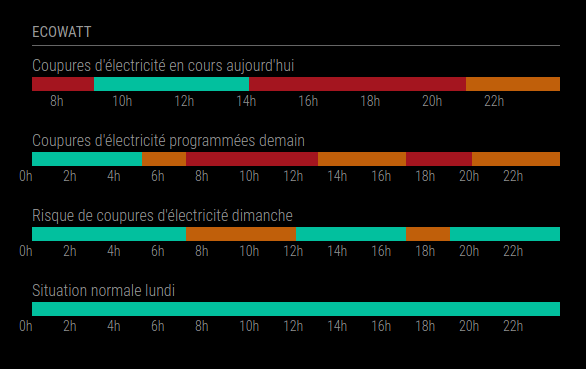 ECOWATT
Coupures d'électricité en cours aujourd'hui
8h 10h 12h 14h 16h 18h 20h 22h
Coupures d'électricité programmées demain
0h 2h 4h 6h 8h 10h 12h 14h 16h 18h 20h 22h
Risque de coupures d'électricité dimanche
0h 2h 4h 6h 8h 10h 12h 14h 16h 18h 20h 22h
Situation normale lundi
0h 2h 4h 6h 8h 10h 12h 14h 16h 18h 20h 22h